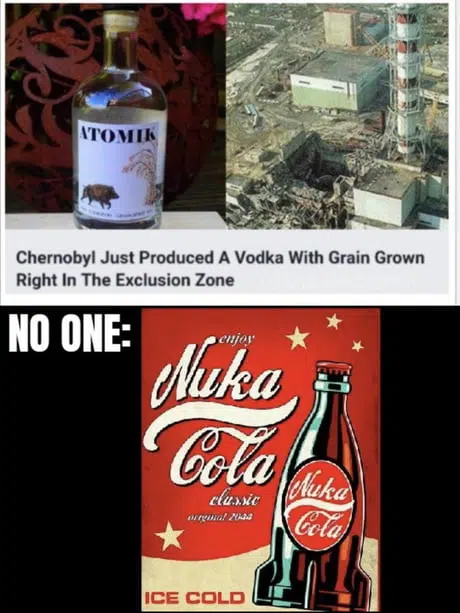 ATOMIK
Chernobyl Just Produced A Vodka With Grain Grown
Right In The Exclusion Zone
NO ONE:
enjoy
Nuka
Cola
classic
original 2044
Nuka
Cola
ICE COLD